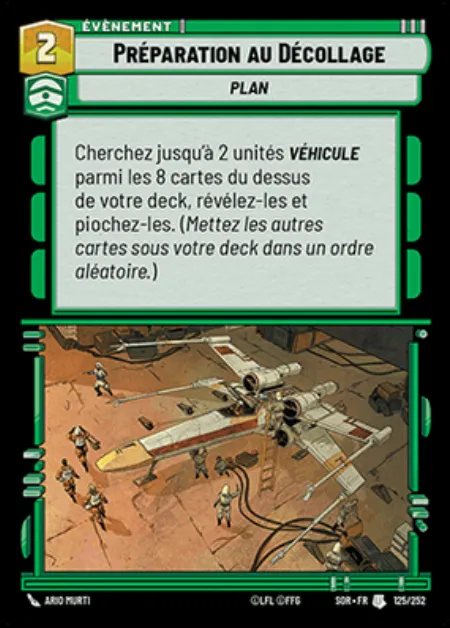 ÉVÈNEMENT
2
PRÉPARATION AU DÉCOLLAGE
PLAN
Cherchez jusqu'à 2 unités VÉHICULE
parmi les 8 cartes du dessus
de votre deck, révélez-les et
piochez-les. (Mettez les autres
cartes sous votre deck dans un ordre
aléatoire.)
ARIO MURTI
©LFL ©FFG
SOR • FR
125/252